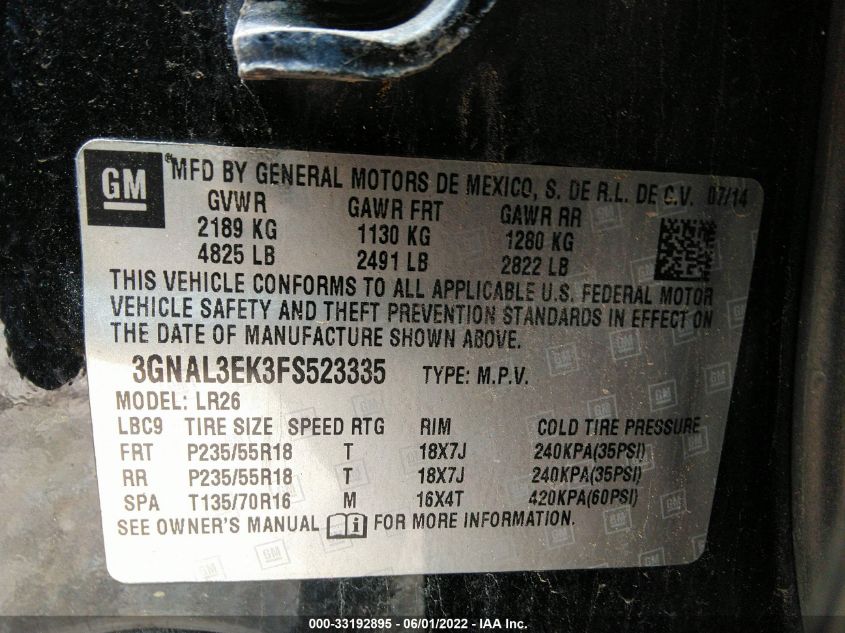 GM
® MFD BY GENERAL MOTORS DE MEXICO, S. DE R.L. DE C.V. 07/14
GVWR GAWR FRT GAWR RR
2189 KG 1130 KG 1280 KG
4825 LB 2491 LB 2822 LB
THIS VEHICLE CONFORMS TO ALL APPLICABLE U.S. FEDERAL MOTOR
VEHICLE SAFETY AND THEFT PREVENTION STANDARDS IN EFFECT ON
THE DATE OF MANUFACTURE SHOWN ABOVE.
3GNAL3EK3FS523335 TYPE: M.P.V.
MODEL: LR26
LBC9 TIRE SIZE SPEED RTG RIM COLD TIRE PRESSURE
FRT P235/55R18 T 18X7J 240KPA(35PSI)
RR P235/55R18 T 18X7J 240KPA(35PSI)
SPA T135/70R16 M 16X4T 420KPA(60PSI)
SEE OWNER'S MANUAL i FOR MORE INFORMATION.
000-33192895 - 06/01/2022 - IAA Inc.